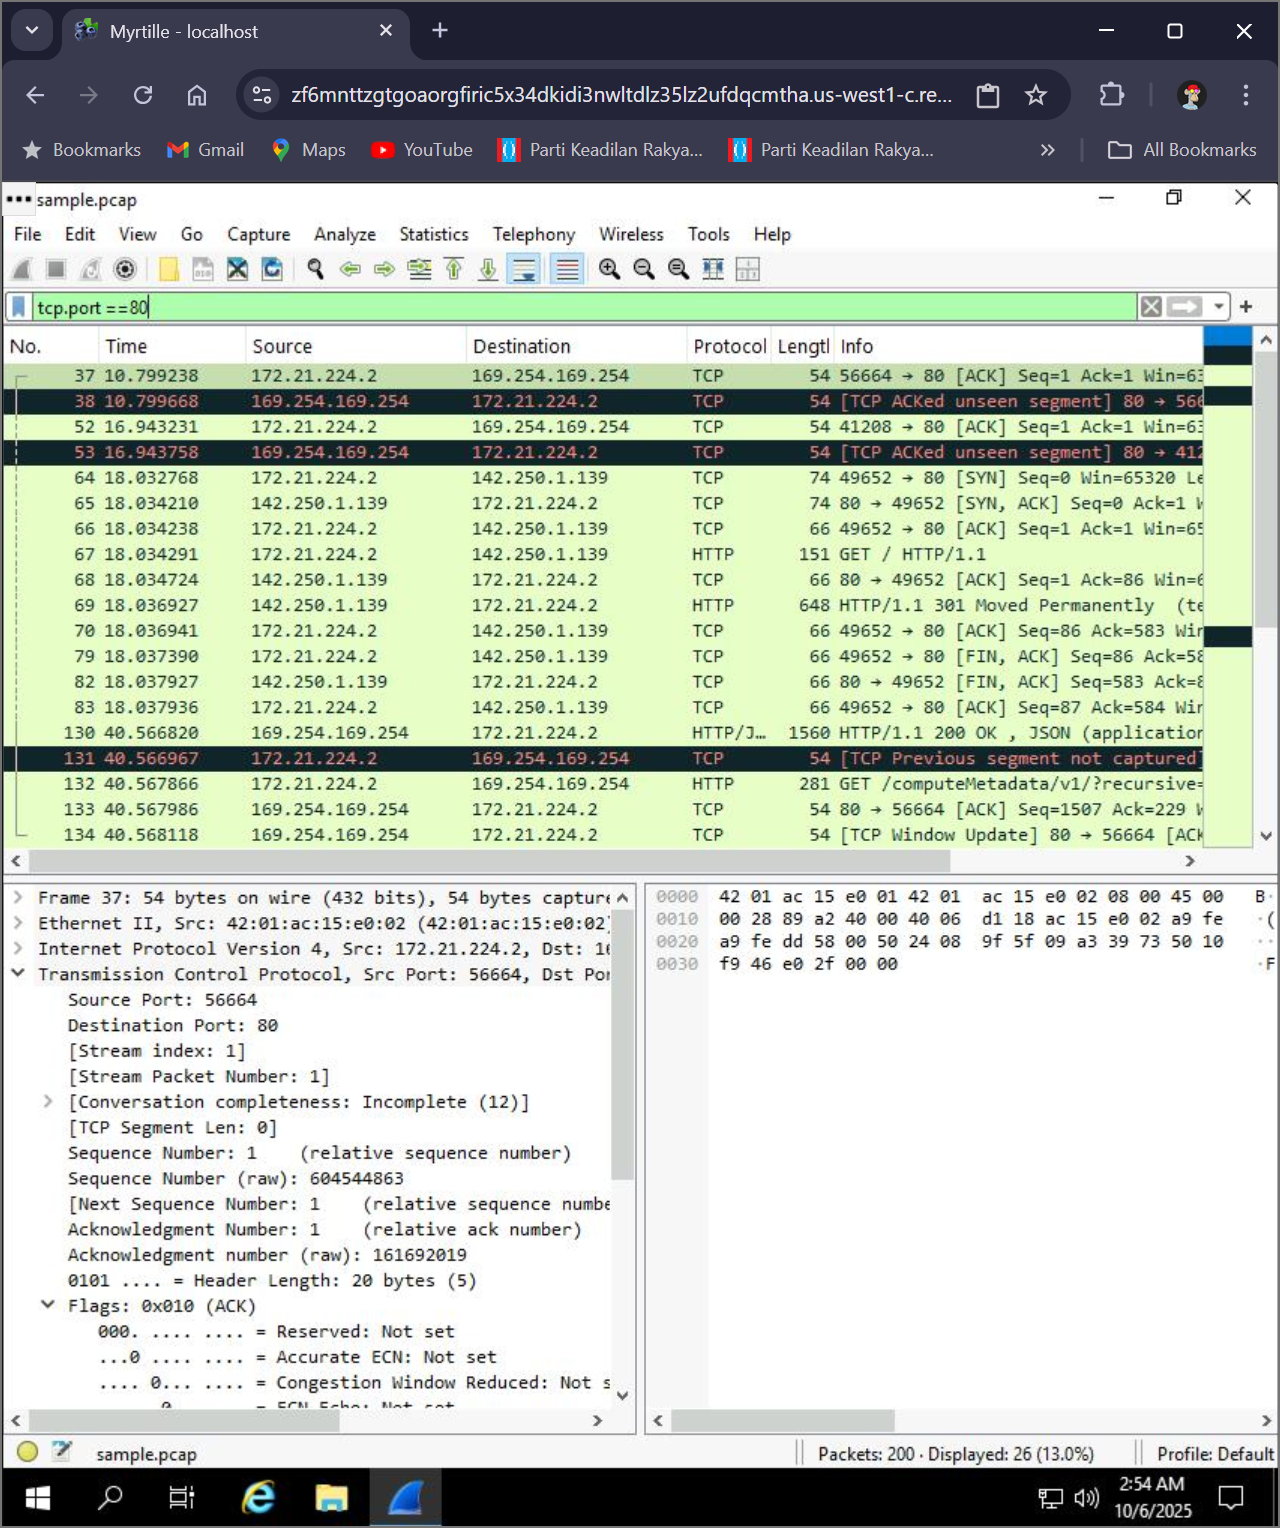 Myrtille - localhost
zf6mnttzgtgoaorgfiric5x34dkidi3nwltdlz35lz2ufdqcmtha.us-west1-c.re...
Bookmarks Gmail Maps YouTube Parti Keadilan Rakya... Parti Keadilan Rakya... » All Bookmarks
sample.pcap
File Edit View Go Capture Analyze Statistics Telephony Wireless Tools Help
tcp.port ==80
No. Time Source Destination Protocol Lengtl Info
37 10.799238 172.21.224.2 169.254.169.254 TCP 54 56664 → 80 [ACK] Seq=1 Ack=1 Win=63
38 10.799668 169.254.169.254 172.21.224.2 TCP 54 [TCP ACKed unseen segment] 80 → 566
52 16.943231 172.21.224.2 169.254.169.254 TCP 54 41208 → 80 [ACK] Seq=1 Ack=1 Win=63
53 16.943758 169.254.169.254 172.21.224.2 TCP 54 [TCP ACKed unseen segment] 80 → 412
64 18.032768 172.21.224.2 142.250.1.139 TCP 74 49652 → 80 [SYN] Seq=0 Win=65320 Le
65 18.034210 142.250.1.139 172.21.224.2 TCP 74 80 → 49652 [SYN, ACK] Seq=0 Ack=1 W
66 18.034238 172.21.224.2 142.250.1.139 TCP 66 49652 → 80 [ACK] Seq=1 Ack=1 Win=65
67 18.034291 172.21.224.2 142.250.1.139 HTTP 151 GET / HTTP/1.1
68 18.034724 142.250.1.139 172.21.224.2 TCP 66 80 → 49652 [ACK] Seq=1 Ack=86 Win=6
69 18.036927 142.250.1.139 172.21.224.2 HTTP 648 HTTP/1.1 301 Moved Permanently (te
70 18.036941 172.21.224.2 142.250.1.139 TCP 66 49652 → 80 [ACK] Seq=86 Ack=583 Win
79 18.037390 172.21.224.2 142.250.1.139 TCP 66 49652 → 80 [FIN, ACK] Seq=86 Ack=58
82 18.037927 142.250.1.139 172.21.224.2 TCP 66 80 → 49652 [FIN, ACK] Seq=583 Ack=8
83 18.037936 172.21.224.2 142.250.1.139 TCP 66 49652 → 80 [ACK] Seq=87 Ack=584 Win
130 40.566820 169.254.169.254 172.21.224.2 HTTP/J... 1560 HTTP/1.1 200 OK , JSON (application
131 40.566967 172.21.224.2 169.254.169.254 TCP 54 [TCP Previous segment not captured]
132 40.567866 172.21.224.2 169.254.169.254 HTTP 281 GET /computeMetadata/v1/?recursive=
133 40.567986 169.254.169.254 172.21.224.2 TCP 54 80 → 56664 [ACK] Seq=1507 Ack=229 W
134 40.568118 169.254.169.254 172.21.224.2 TCP 54 [TCP Window Update] 80 → 56664 [ACK
Frame 37: 54 bytes on wire (432 bits), 54 bytes capture
Ethernet II, Src: 42:01:ac:15:e0:02 (42:01:ac:15:e0:02)
Internet Protocol Version 4, Src: 172.21.224.2, Dst: 16
Transmission Control Protocol, Src Port: 56664, Dst Por
Source Port: 56664
Destination Port: 80
[Stream index: 1]
[Stream Packet Number: 1]
[Conversation completeness: Incomplete (12)]
[TCP Segment Len: 0]
Sequence Number: 1 (relative sequence number)
Sequence Number (raw): 604544863
[Next Sequence Number: 1 (relative sequence numbe
Acknowledgment Number: 1 (relative ack number)
Acknowledgment number (raw): 161692019
0101 .... = Header Length: 20 bytes (5)
Flags: 0x010 (ACK)
000. .... .... = Reserved: Not set
...0 .... .... = Accurate ECN: Not set
.... 0... .... = Congestion Window Reduced: Not s
0000 42 01 ac 15 e0 01 42 01 ac 15 e0 02 08 00 45 00 B·
0010 00 28 89 a2 40 00 40 06 d1 18 ac 15 e0 02 a9 fe ·(
0020 a9 fe dd 58 00 50 24 08 9f 5f 09 a3 39 73 50 10 ··
0030 f9 46 e0 2f 00 00 ·F
sample.pcap Packets: 200 · Displayed: 26 (13.0%) Profile: Default
2:54 AM
10/6/2025